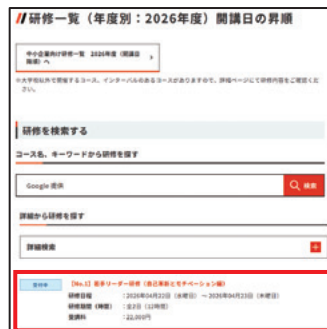 //研修一覧（年度別：2026年度）開講日の昇順
中小企業向け研修一覧 2026年度（開講日
順順）へ
※大学校以外で開催するコース、インターバルのあるコースがありますので、詳細ページにて研修内容をご確認くだ
さい。
研修を検索する
コース名、キーワードから研修を探す
Google 提供
検索
詳細から研修を探す
詳細検索
受付中
【No.1】若手リーダー研修（自己革新とモチベーション編）
研修日程 ：2026年04月22日（水曜日）～2026年04月23日（木曜日）
研修期間（時間） ：全2日（12時間）
受講料 ：22,000円